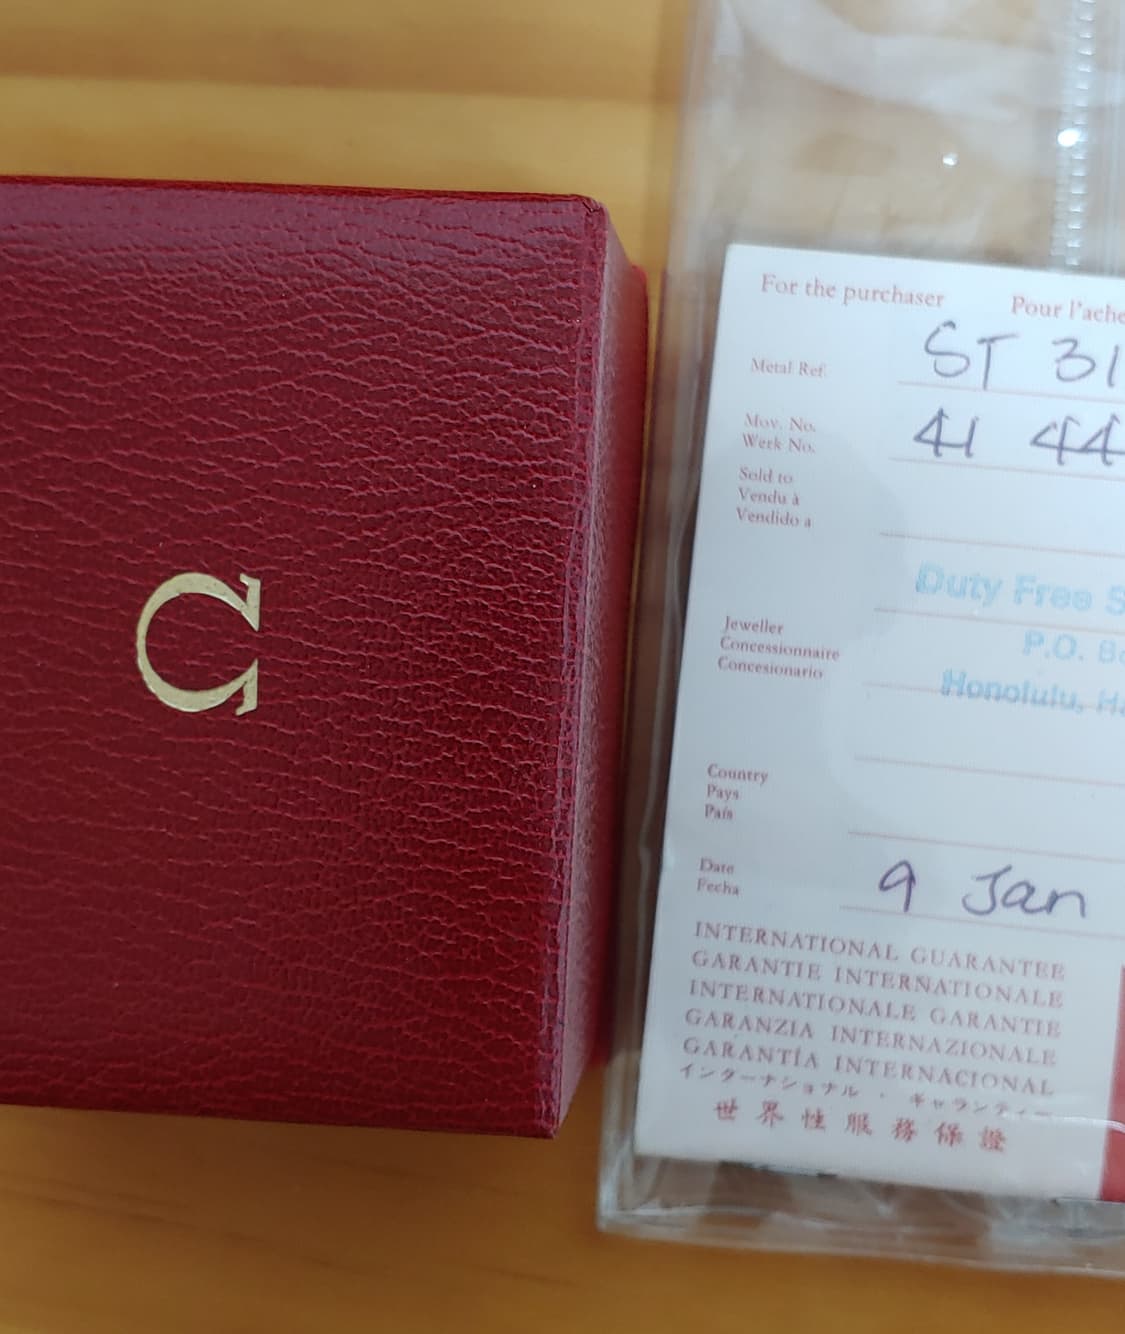 Ω
For the purchaser Pour l'ache
Metal Ref. ST 31
Mov. No. 41 44
Werk No.
Sold to
Vendu à
Vendido a
Duty Free S
P.O. Bo
Jeweller
Concessionnaire
Concesionario
Honolulu, Ha
Country
Pays
País
Date 9 Jan
Fecha
INTERNATIONAL GUARANTEE
GARANTIE INTERNATIONALE
INTERNATIONALE GARANTIE
GARANZIA INTERNAZIONALE
GARANTÍA INTERNACIONAL
インターナショナル・ギャランティー
世界性服務保證